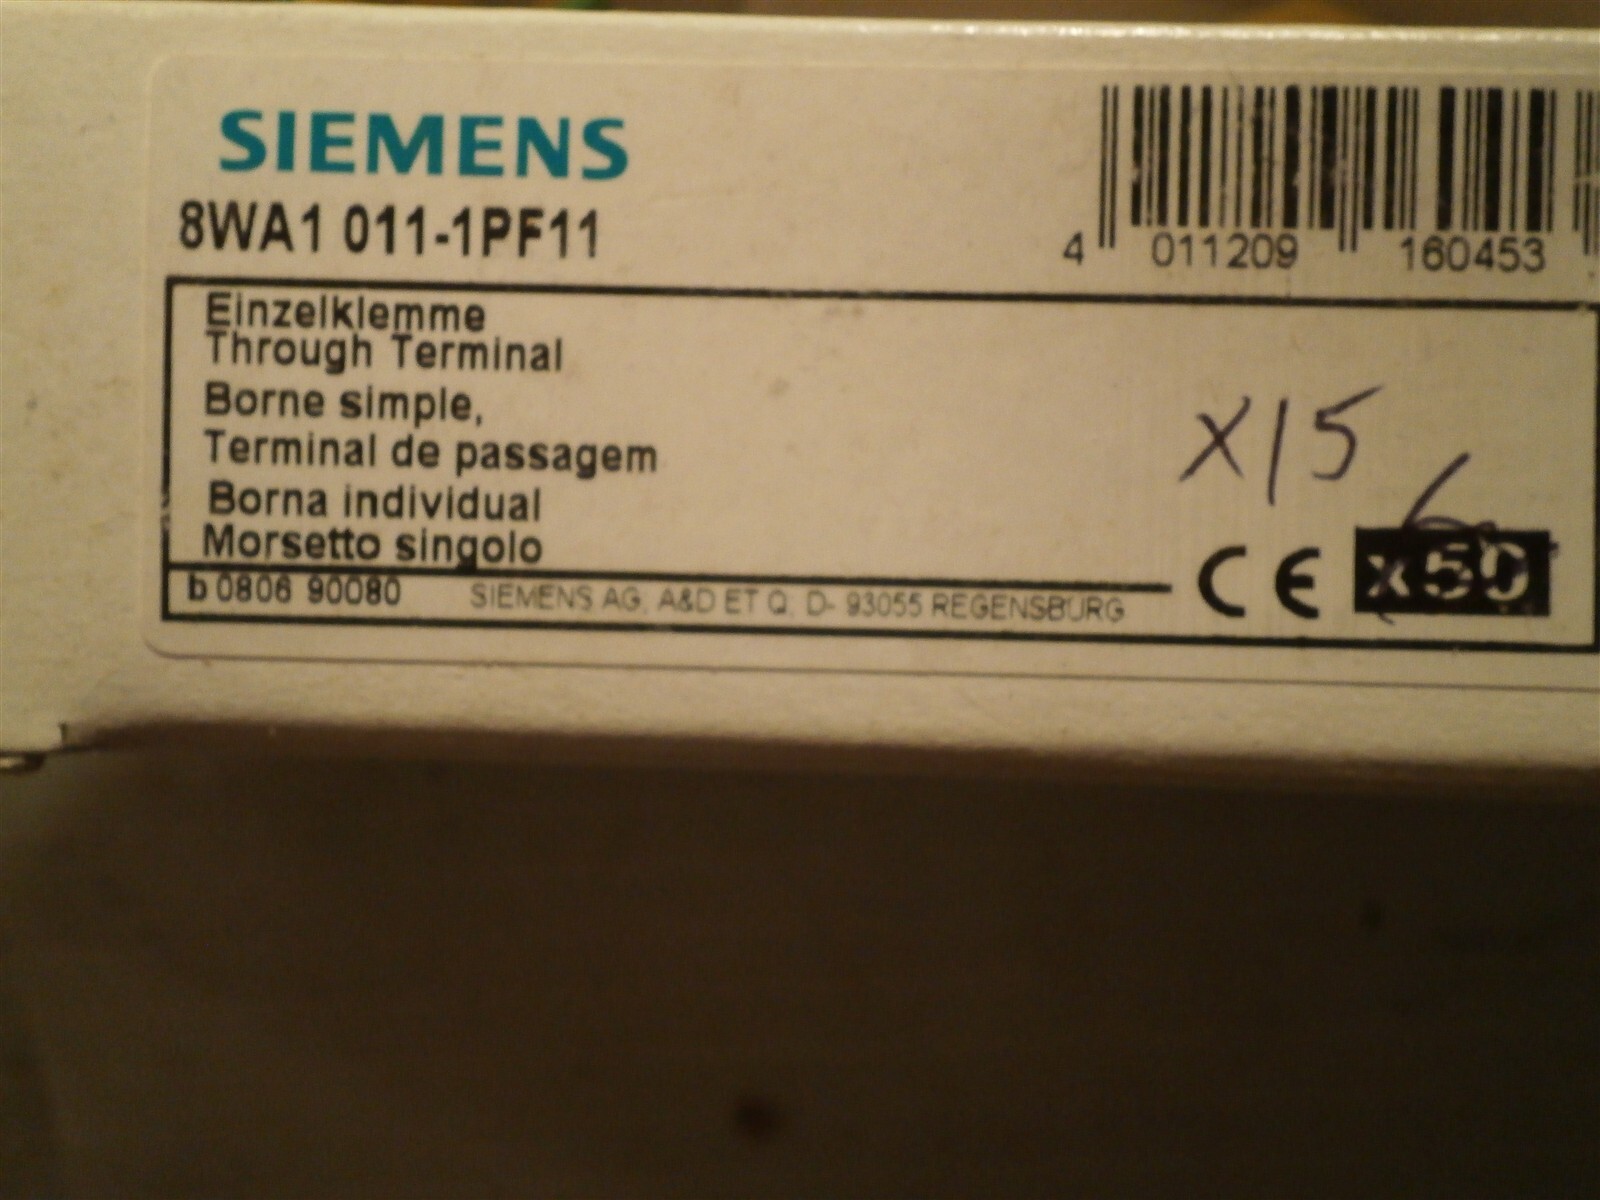 SIEMENS
8WA1 011-1PF11
4 011209 160453
Einzelklemme
Through Terminal
Borne simple,
Terminal de passagem
Borna individual
Morsetto singolo
x15
b 0806 90080
SIEMENS AG, A&D ET Q, D- 93055 REGENSBURG
CE
x50